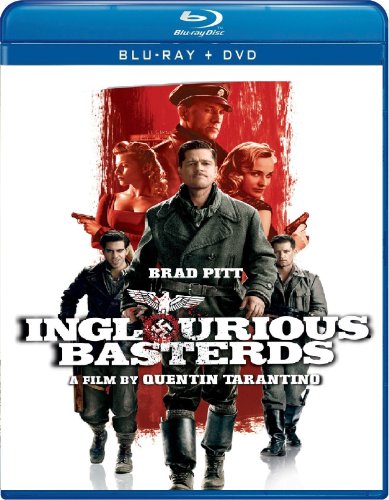 Blu-ray Disc
BLU-RAY + DVD
BRAD PITT
INGLOURIOUS
BASTERDS
A FILM BY QUENTIN TARANTINO